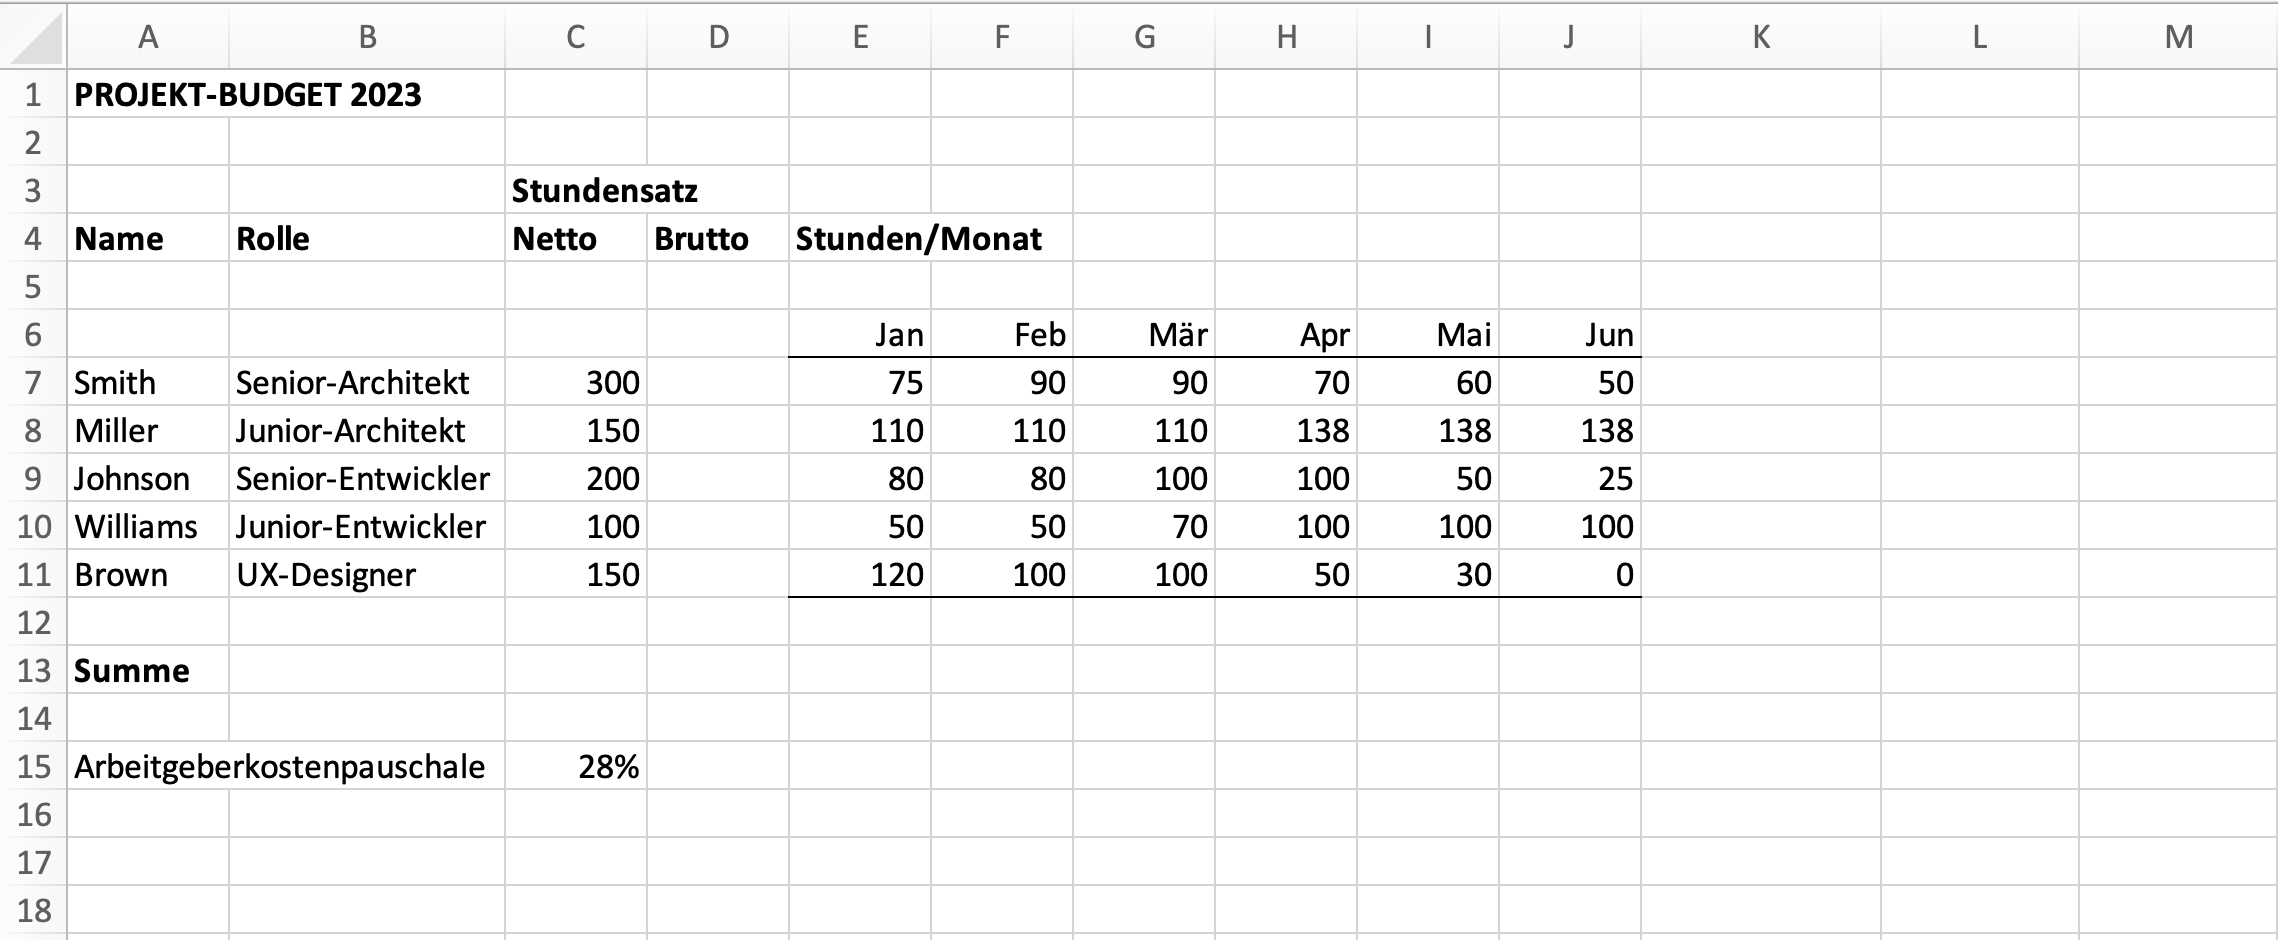 A B C D E F G H I J K L M
1 PROJEKT-BUDGET 2023
2
3 Stundensatz
4 Name Rolle Netto Brutto Stunden/Monat
5
6 Jan Feb Mär Apr Mai Jun
7 Smith Senior-Architekt 300 75 90 90 70 60 50
8 Miller Junior-Architekt 150 110 110 110 138 138 138
9 Johnson Senior-Entwickler 200 80 80 100 100 50 25
10 Williams Junior-Entwickler 100 50 50 70 100 100 100
11 Brown UX-Designer 150 120 100 100 50 30 0
12
13 Summe
14
15 Arbeitgeberkostenpauschale 28%
16
17
18